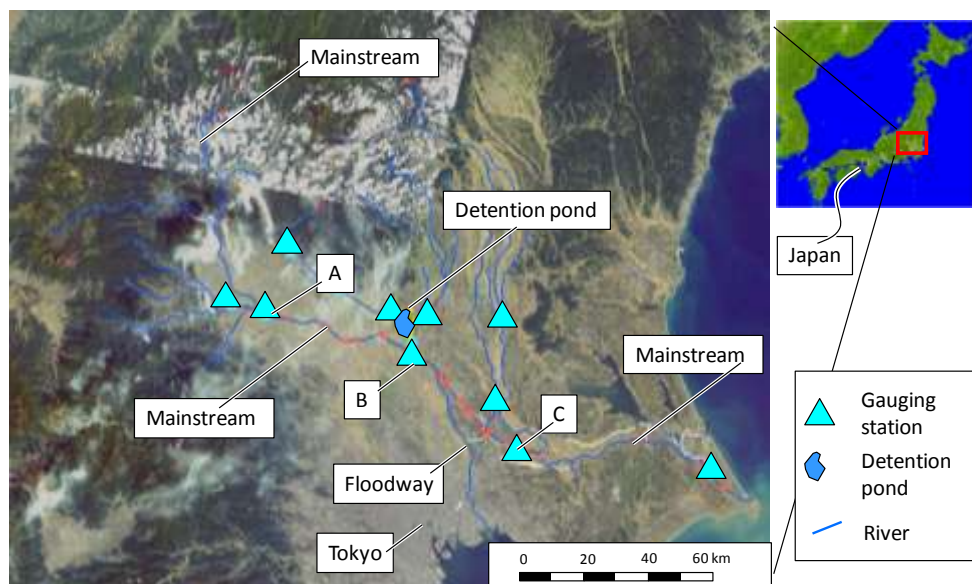 Mainstream
Detention pond
Japan
A
Mainstream
Mainstream
B
C
Floodway
Tokyo
0 20 40 60 km
Gauging
station
Detention
pond
River